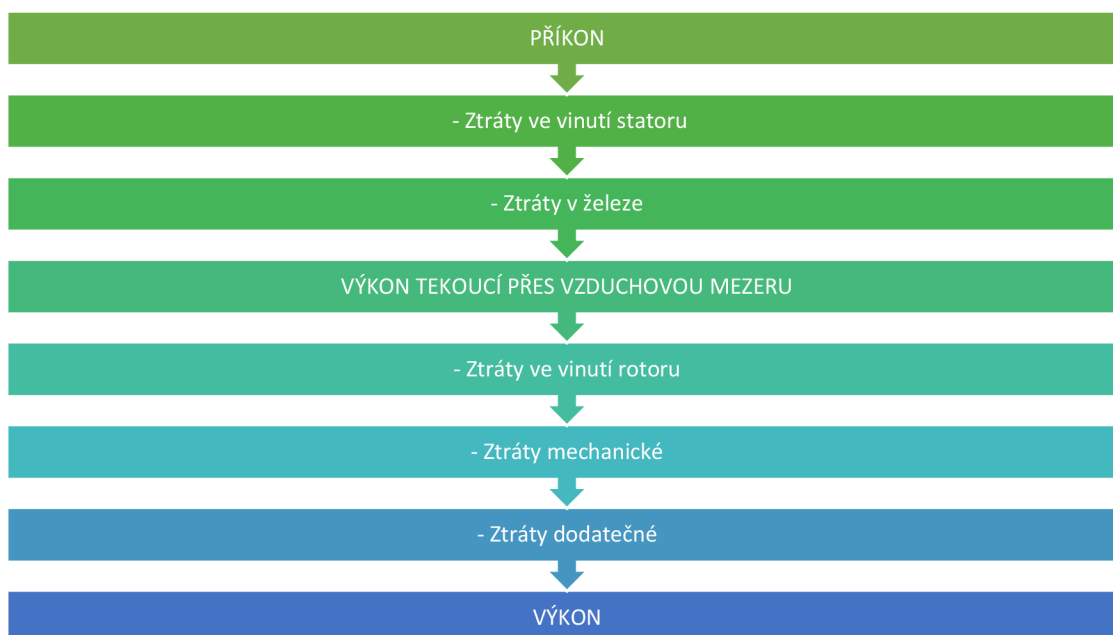 PŘÍKON
- Ztráty ve vinutí statoru
- Ztráty v železe
VÝKON TEKOUCÍ PŘES VZDUCHOVOU MEZERU
- Ztráty ve vinutí rotoru
- Ztráty mechanické
- Ztráty dodatečné
VÝKON